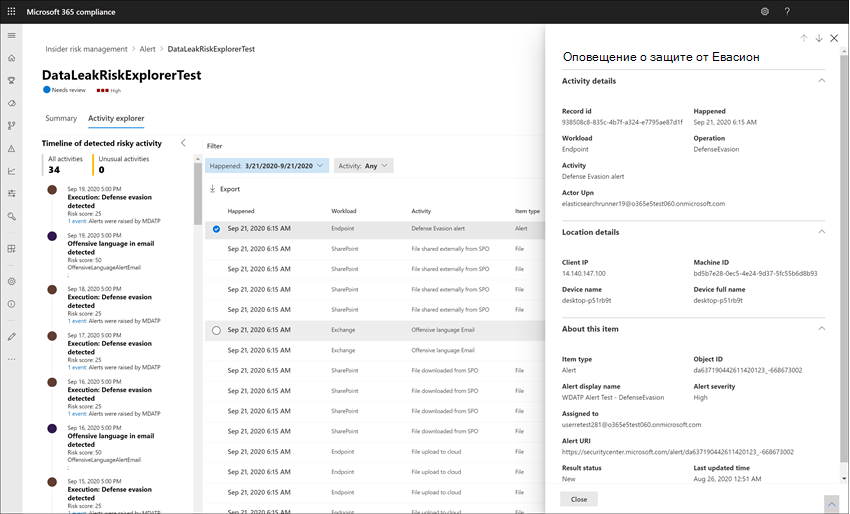 Microsoft 365 compliance
?
Insider risk management > Alert > DataLeakRiskExplorerTest
DataLeakRiskExplorerTest
Needs review
High
Summary
Activity explorer
Timeline of detected risky activity
All activities
34
Unusual activities
0
Sep 19, 2020 5:00 PM
Execution: Defense evasion
detected
Risk score: 25
1 event: Alerts were raised by MDATP
Sep 19, 2020 5:00 PM
Offensive language in email
detected
Risk score: 50
OffensiveLanguageAlertEmail
;
Sep 18, 2020 5:00 PM
Execution: Defense evasion
detected
Risk score: 25
1 event: Alerts were raised by MDATP
Sep 17, 2020 5:00 PM
Execution: Defense evasion
detected
Risk score: 25
1 event: Alerts were raised by MDATP
Sep 16, 2020 5:00 PM
Execution: Defense evasion
detected
Risk score: 25
1 event: Alerts were raised by MDATP
Sep 16, 2020 5:00 PM
Offensive language in email
detected
Risk score: 50
OffensiveLanguageAlertEmail
;
Sep 15, 2020 5:00 PM
Execution: Defense evasion
detected
Filter
Happened: 3/21/2020-9/21/2020
Activity: Any
Export
Happened Workload Activity Item type
Sep 21, 2020 6:15 AM Endpoint Defense Evasion alert Alert
Sep 21, 2020 6:15 AM SharePoint File shared externally from SPO File
Sep 21, 2020 6:15 AM SharePoint File shared externally from SPO File
Sep 21, 2020 6:15 AM SharePoint File shared externally from SPO File
Sep 21, 2020 6:15 AM SharePoint File shared externally from SPO File
Sep 21, 2020 6:15 AM Exchange Offensive language Email
Sep 21, 2020 6:15 AM Exchange Offensive language Email
Sep 21, 2020 6:15 AM SharePoint File downloaded from SPO File
Sep 21, 2020 6:15 AM SharePoint File downloaded from SPO File
Sep 21, 2020 6:15 AM SharePoint File downloaded from SPO File
Sep 21, 2020 6:15 AM SharePoint File downloaded from SPO File
Sep 21, 2020 6:15 AM Endpoint File upload to cloud File
Sep 21, 2020 6:15 AM Endpoint File upload to cloud File
Sep 21, 2020 6:15 AM Endpoint File upload to cloud File
Sep 21, 2020 6:15 AM Endpoint File upload to cloud File
Оповещение о защите от Евасион
Activity details
Record id
938508c8-835c-4b7f-a324-e7795ae87d1f
Happened
Sep 21, 2020 6:15 AM
Workload
Endpoint
Operation
DefenseEvasion
Activity
Defense Evasion alert
Actor Upn
elasticsearchrunner19@o365e5test060.onmicrosoft.com
Location details
Client IP
14.140.147.100
Machine ID
bd5b7e28-0ec5-4e24-9d37-5fc55b6d8b93
Device name
desktop-p51rb9t
Device full name
desktop-p51rb9t
About this item
Item type
Alert
Object ID
da637190442611420123_-668673002
Alert display name
WDATP Alert Test - DefenseEvasion
Alert severity
High
Assigned to
userretest281@o365e5test060.onmicrosoft.com
Alert URI
https://securitycenter.microsoft.com/alert/da637190442611420123_-668673002
Result status
New
Last updated time
Aug 26, 2020 12:51 AM
Close